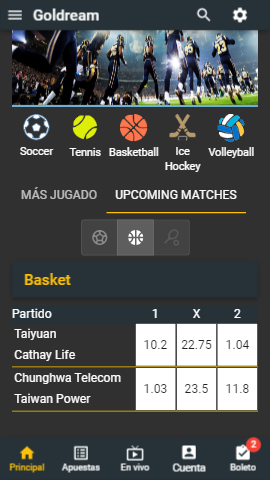 Goldream
Soccer
Tennis
Basketball
Ice
Hockey
Volleyball
MÁS JUGADO
UPCOMING MATCHES
Basket
Partido 1 X 2
Taiyuan
Cathay Life
10.2 22.75 1.04
Chunghwa Telecom
Taiwan Power
1.03 23.5 11.8
Principal
Apuestas
En vivo
Cuenta
2
Boleto